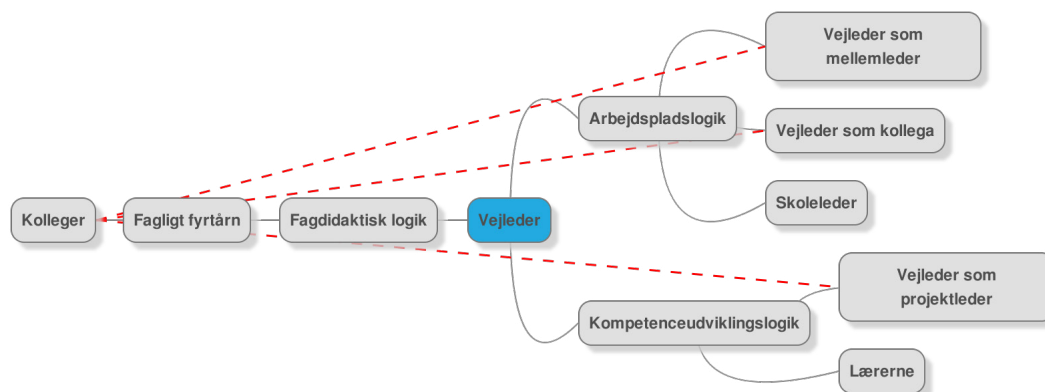 Vejleder som
mellemleder
Arbejdspladslogik
Vejleder som kollega
Skoleleder
Kolleger
Fagligt fyrtårn
Fagdidaktisk logik
Vejleder
Vejleder som
projektleder
Kompetenceudviklingslogik
Lærerne